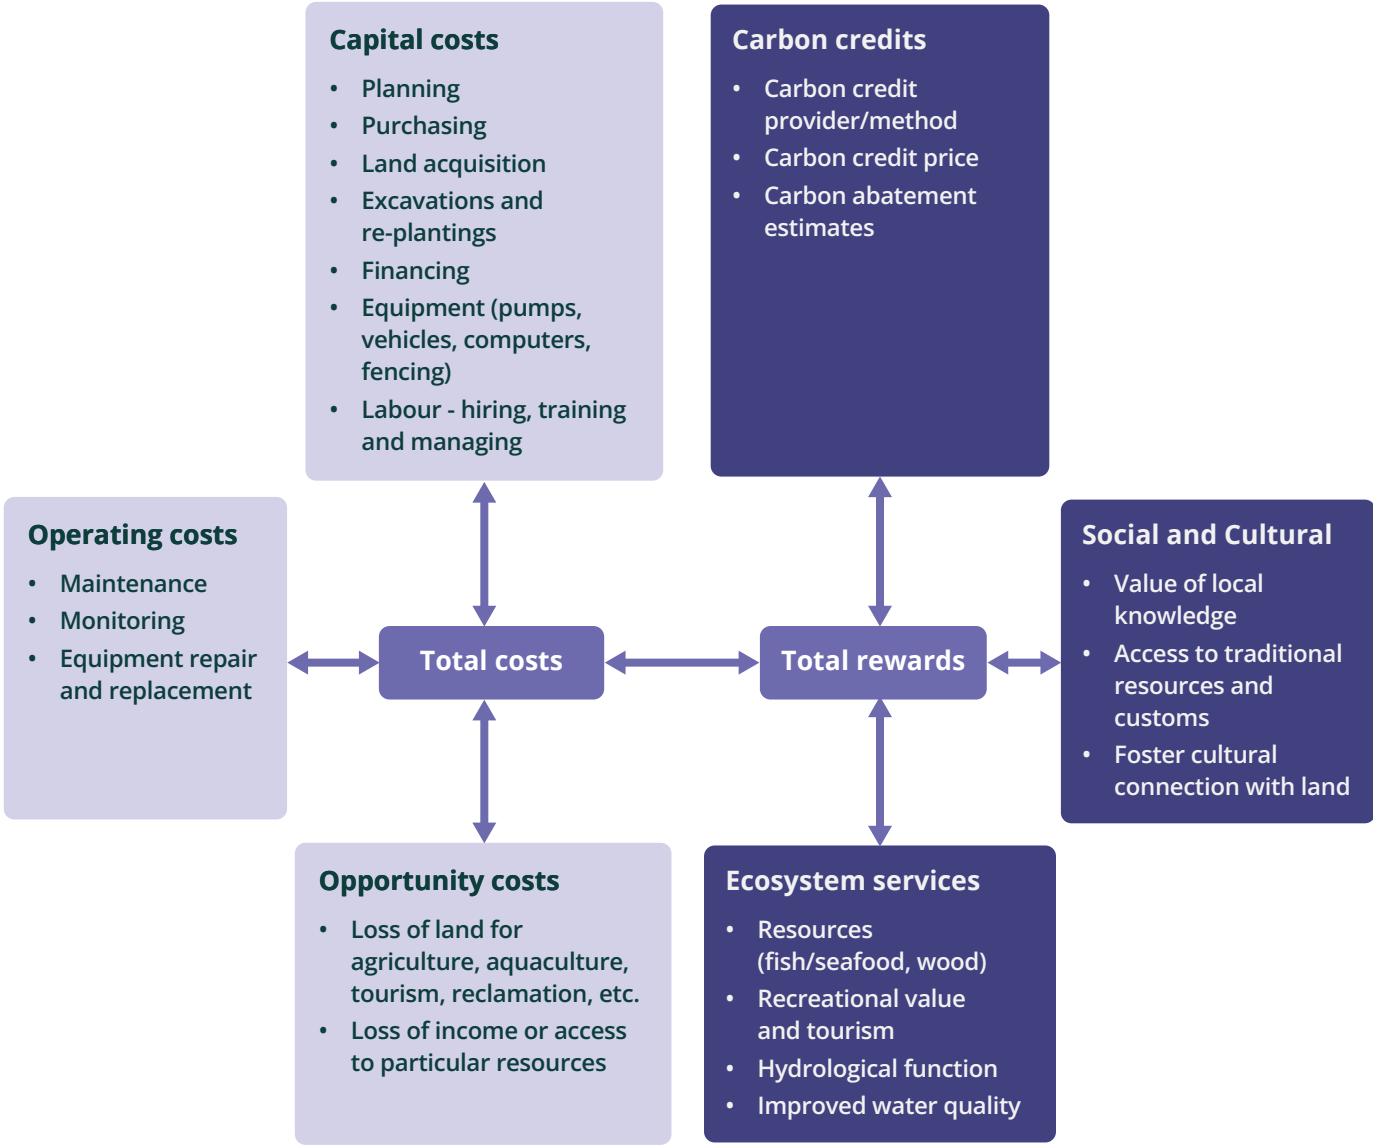 Capital costs
• Planning
• Purchasing
• Land acquisition
• Excavations and
re-plantings
• Financing
• Equipment (pumps,
vehicles, computers,
fencing)
• Labour - hiring, training
and managing
Carbon credits
• Carbon credit
provider/method
• Carbon credit price
• Carbon abatement
estimates
Operating costs
• Maintenance
• Monitoring
• Equipment repair
and replacement
Total costs
Total rewards
Social and Cultural
• Value of local
knowledge
• Access to traditional
resources and
customs
• Foster cultural
connection with land
Opportunity costs
• Loss of land for
agriculture, aquaculture,
tourism, reclamation, etc.
• Loss of income or access
to particular resources
Ecosystem services
• Resources
(fish/seafood, wood)
• Recreational value
and tourism
• Hydrological function
• Improved water quality